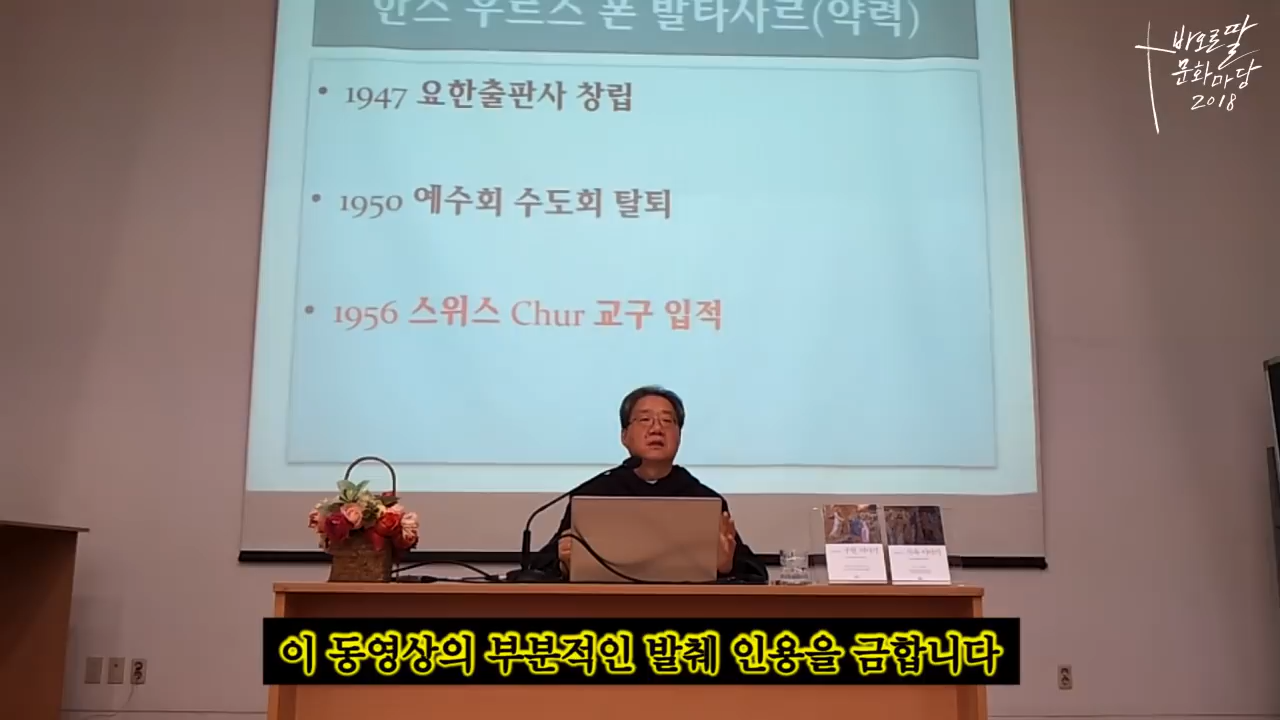 한스 우르스 폰 발타사르(약력)
• 1947 요한출판사 창립
• 1950 예수회 수도회 탈퇴
• 1956 스위스 Chur 교구 입적
바오로딸
문화마당
2018
이 동영상의 부분적인 발췌 인용을 금합니다